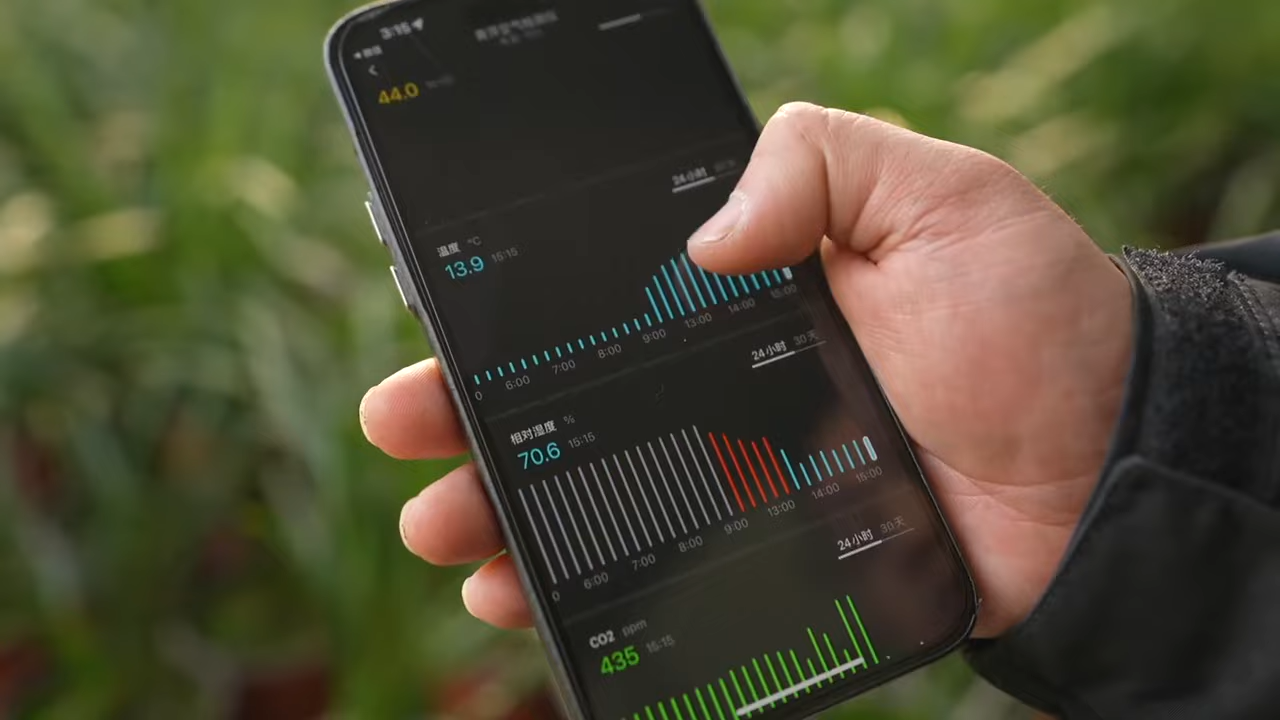 3:15
44.0
24小时
温度 °C
13.9 15:15
6:00 7:00 8:00 9:00 13:00 14:00 15:00
24小时 30天
相对湿度 %
70.6 15:15
0 6:00 7:00 8:00 9:00 13:00 14:00 15:00
24小时 30天
CO2 ppm
435 15:15